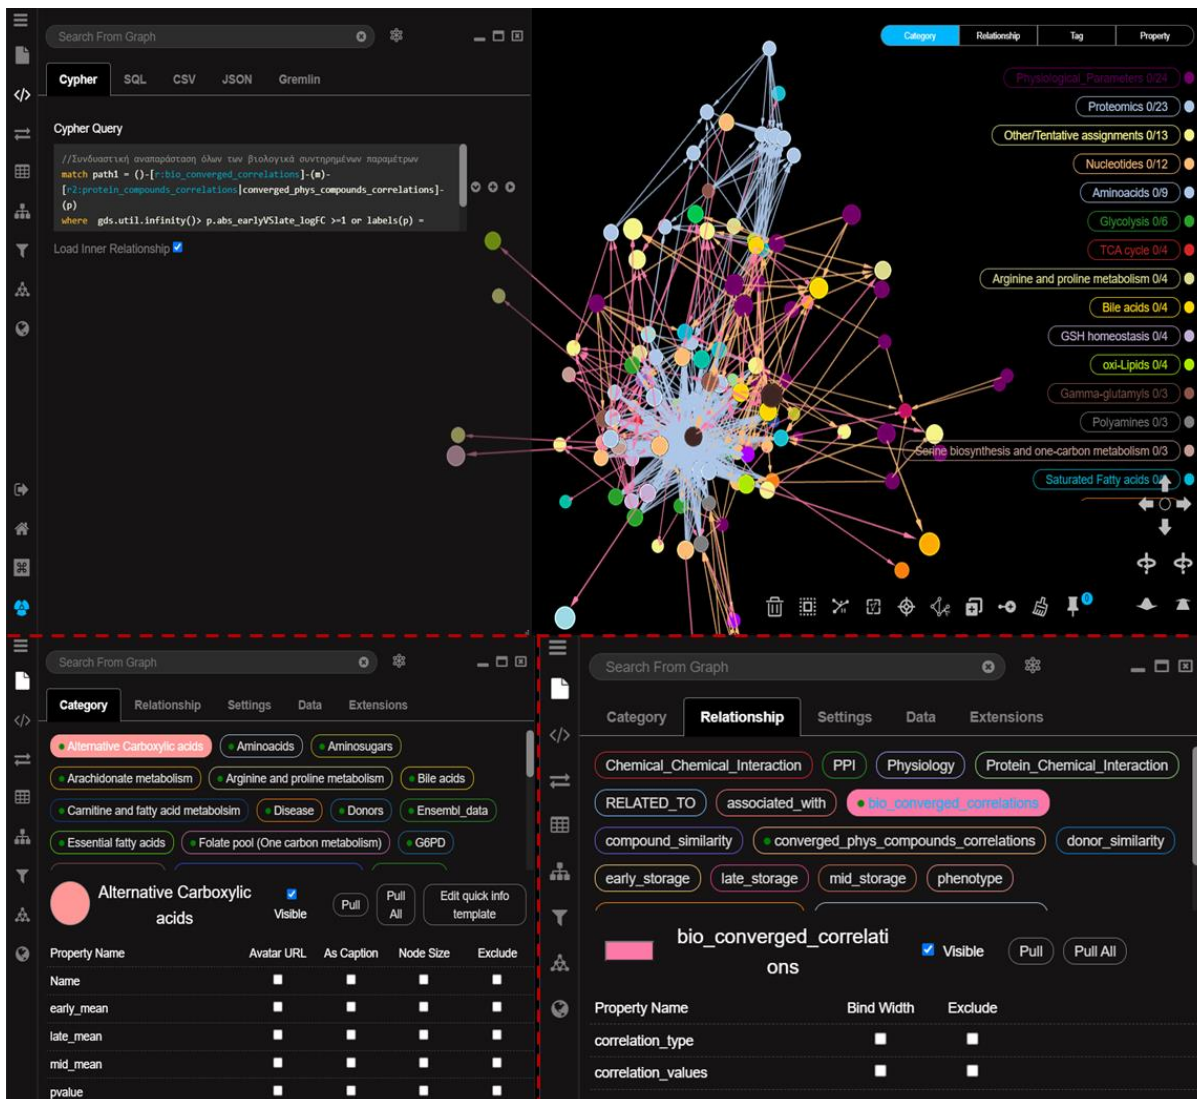 Search From Graph
Cypher SQL CSV JSON Gremlin
Cypher Query
//Συνδυαστική αναπαράσταση όλων των βιολογικά συντηρημένων παραμέτρων
match path1 = ()-[r:bio_converged_correlations]-(m)-
[r2:protein_compounds_correlations|converged_phys_compounds_correlations]-
(p)
where gds.util.infinity()> p.abs_earlyVSlate_logFC >=1 or labels(p) =
Load Inner Relationship
Category Relationship Tag Property
Physiological_Parameters 0/24
Proteomics 0/23
Other/Tentative assignments 0/13
Nucleotides 0/12
Aminoacids 0/9
Glycolysis 0/6
TCA cycle 0/4
Arginine and proline metabolism 0/4
Bile acids 0/4
GSH homeostasis 0/4
oxi-Lipids 0/4
Gamma-glutamyls 0/3
Polyamines 0/3
Serine biosynthesis and one-carbon metabolism 0/3
Saturated Fatty acids
0
Search From Graph
Category Relationship Settings Data Extensions
Alternative Carboxylic acids Aminoacids Aminosugars
Arachidonate metabolism Arginine and proline metabolism Bile acids
Carnitine and fatty acid metabolsim Disease Donors Ensembl_data
Essential fatty acids Folate pool (One carbon metabolism) G6PD
Alternative Carboxylic
acids
Visible
Pull
Pull
All
Edit quick info
template
Property Name Avatar URL As Caption Node Size Exclude
Name
early_mean
late_mean
mid_mean
pvalue
Search From Graph
Category Relationship Settings Data Extensions
Chemical_Chemical_Interaction PPI Physiology Protein_Chemical_Interaction
RELATED_TO associated_with bio_converged_correlations
compound_similarity converged_phys_compounds_correlations donor_similarity
early_storage late_storage mid_storage phenotype
bio_converged_correlati
ons
Visible Pull Pull All
Property Name Bind Width Exclude
correlation_type
correlation_values